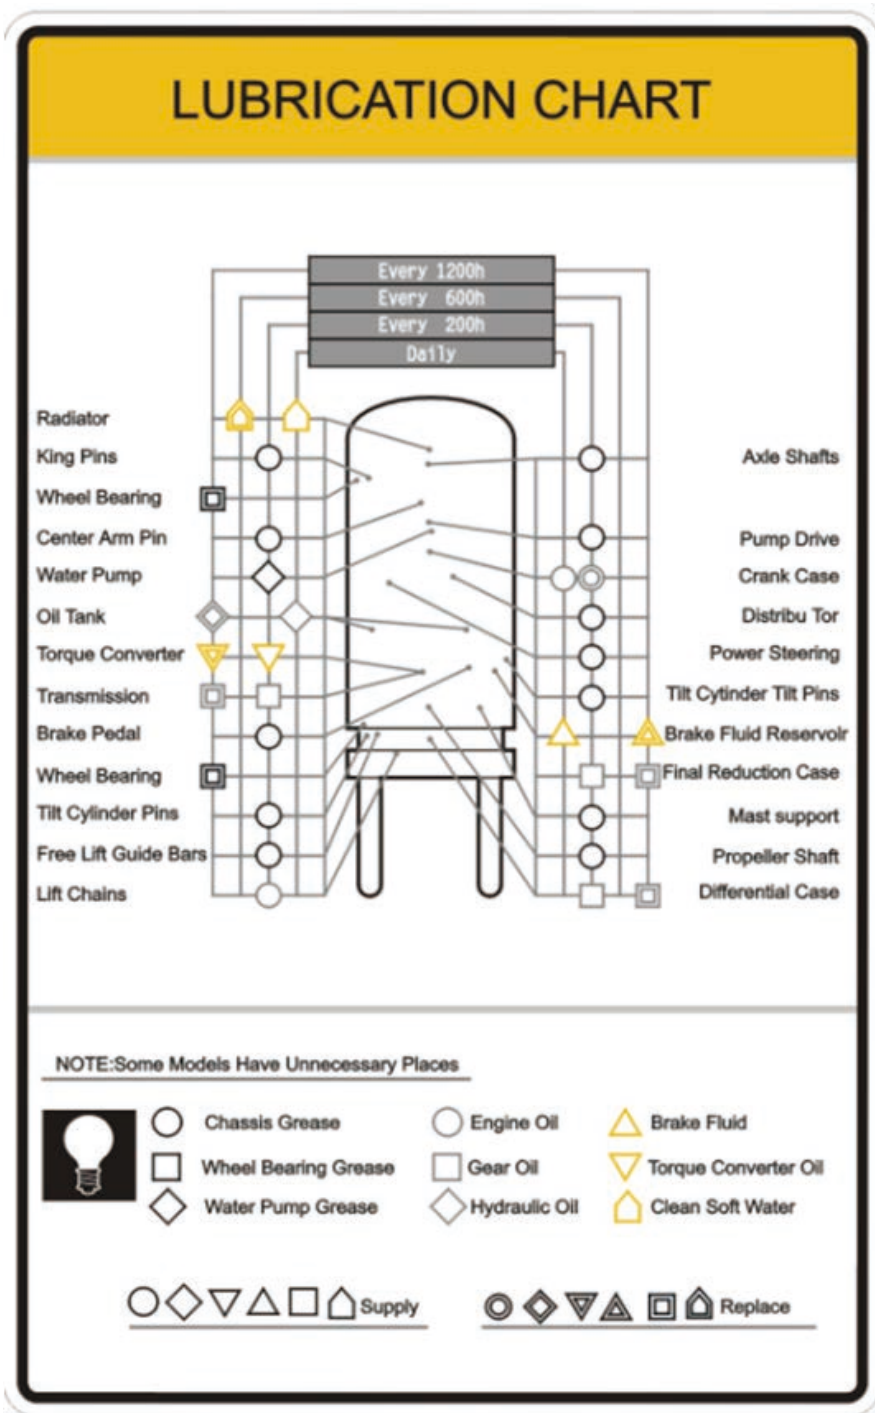 LUBRICATION CHART
Every 1200h
Every 600h
Every 200h
Daily
Radiator
King Pins
Wheel Bearing
Center Arm Pin
Water Pump
Oil Tank
Torque Converter
Transmission
Brake Pedal
Wheel Bearing
Tilt Cylinder Pins
Free Lift Guide Bars
Lift Chains
Axle Shafts
Pump Drive
Crank Case
Distribu Tor
Power Steering
Tilt Cytinder Tilt Pins
Brake Fluid Reservolr
Final Reduction Case
Mast support
Propeller Shaft
Differential Case
NOTE:Some Models Have Unnecessary Places
Chassis Grease
Engine Oil
Brake Fluid
Wheel Bearing Grease
Gear Oil
Torque Converter Oil
Water Pump Grease
Hydraulic Oil
Clean Soft Water
Supply
Replace